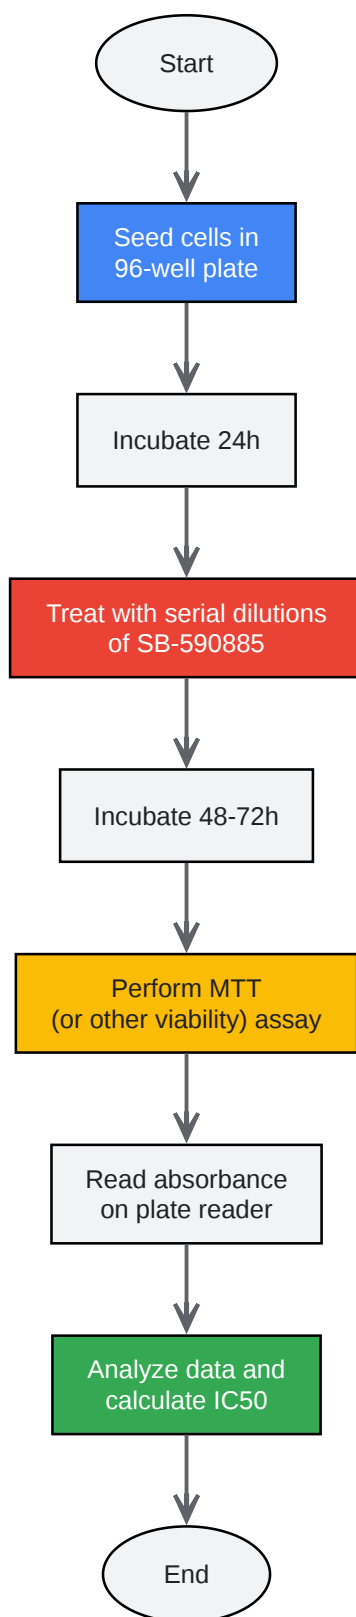 Start
Seed cells in
96-well plate
Incubate 24h
Treat with serial dilutions
of SB-590885
Incubate 48-72h
Perform MTT
(or other viability) assay
Read absorbance
on plate reader
Analyze data and
calculate IC50
End